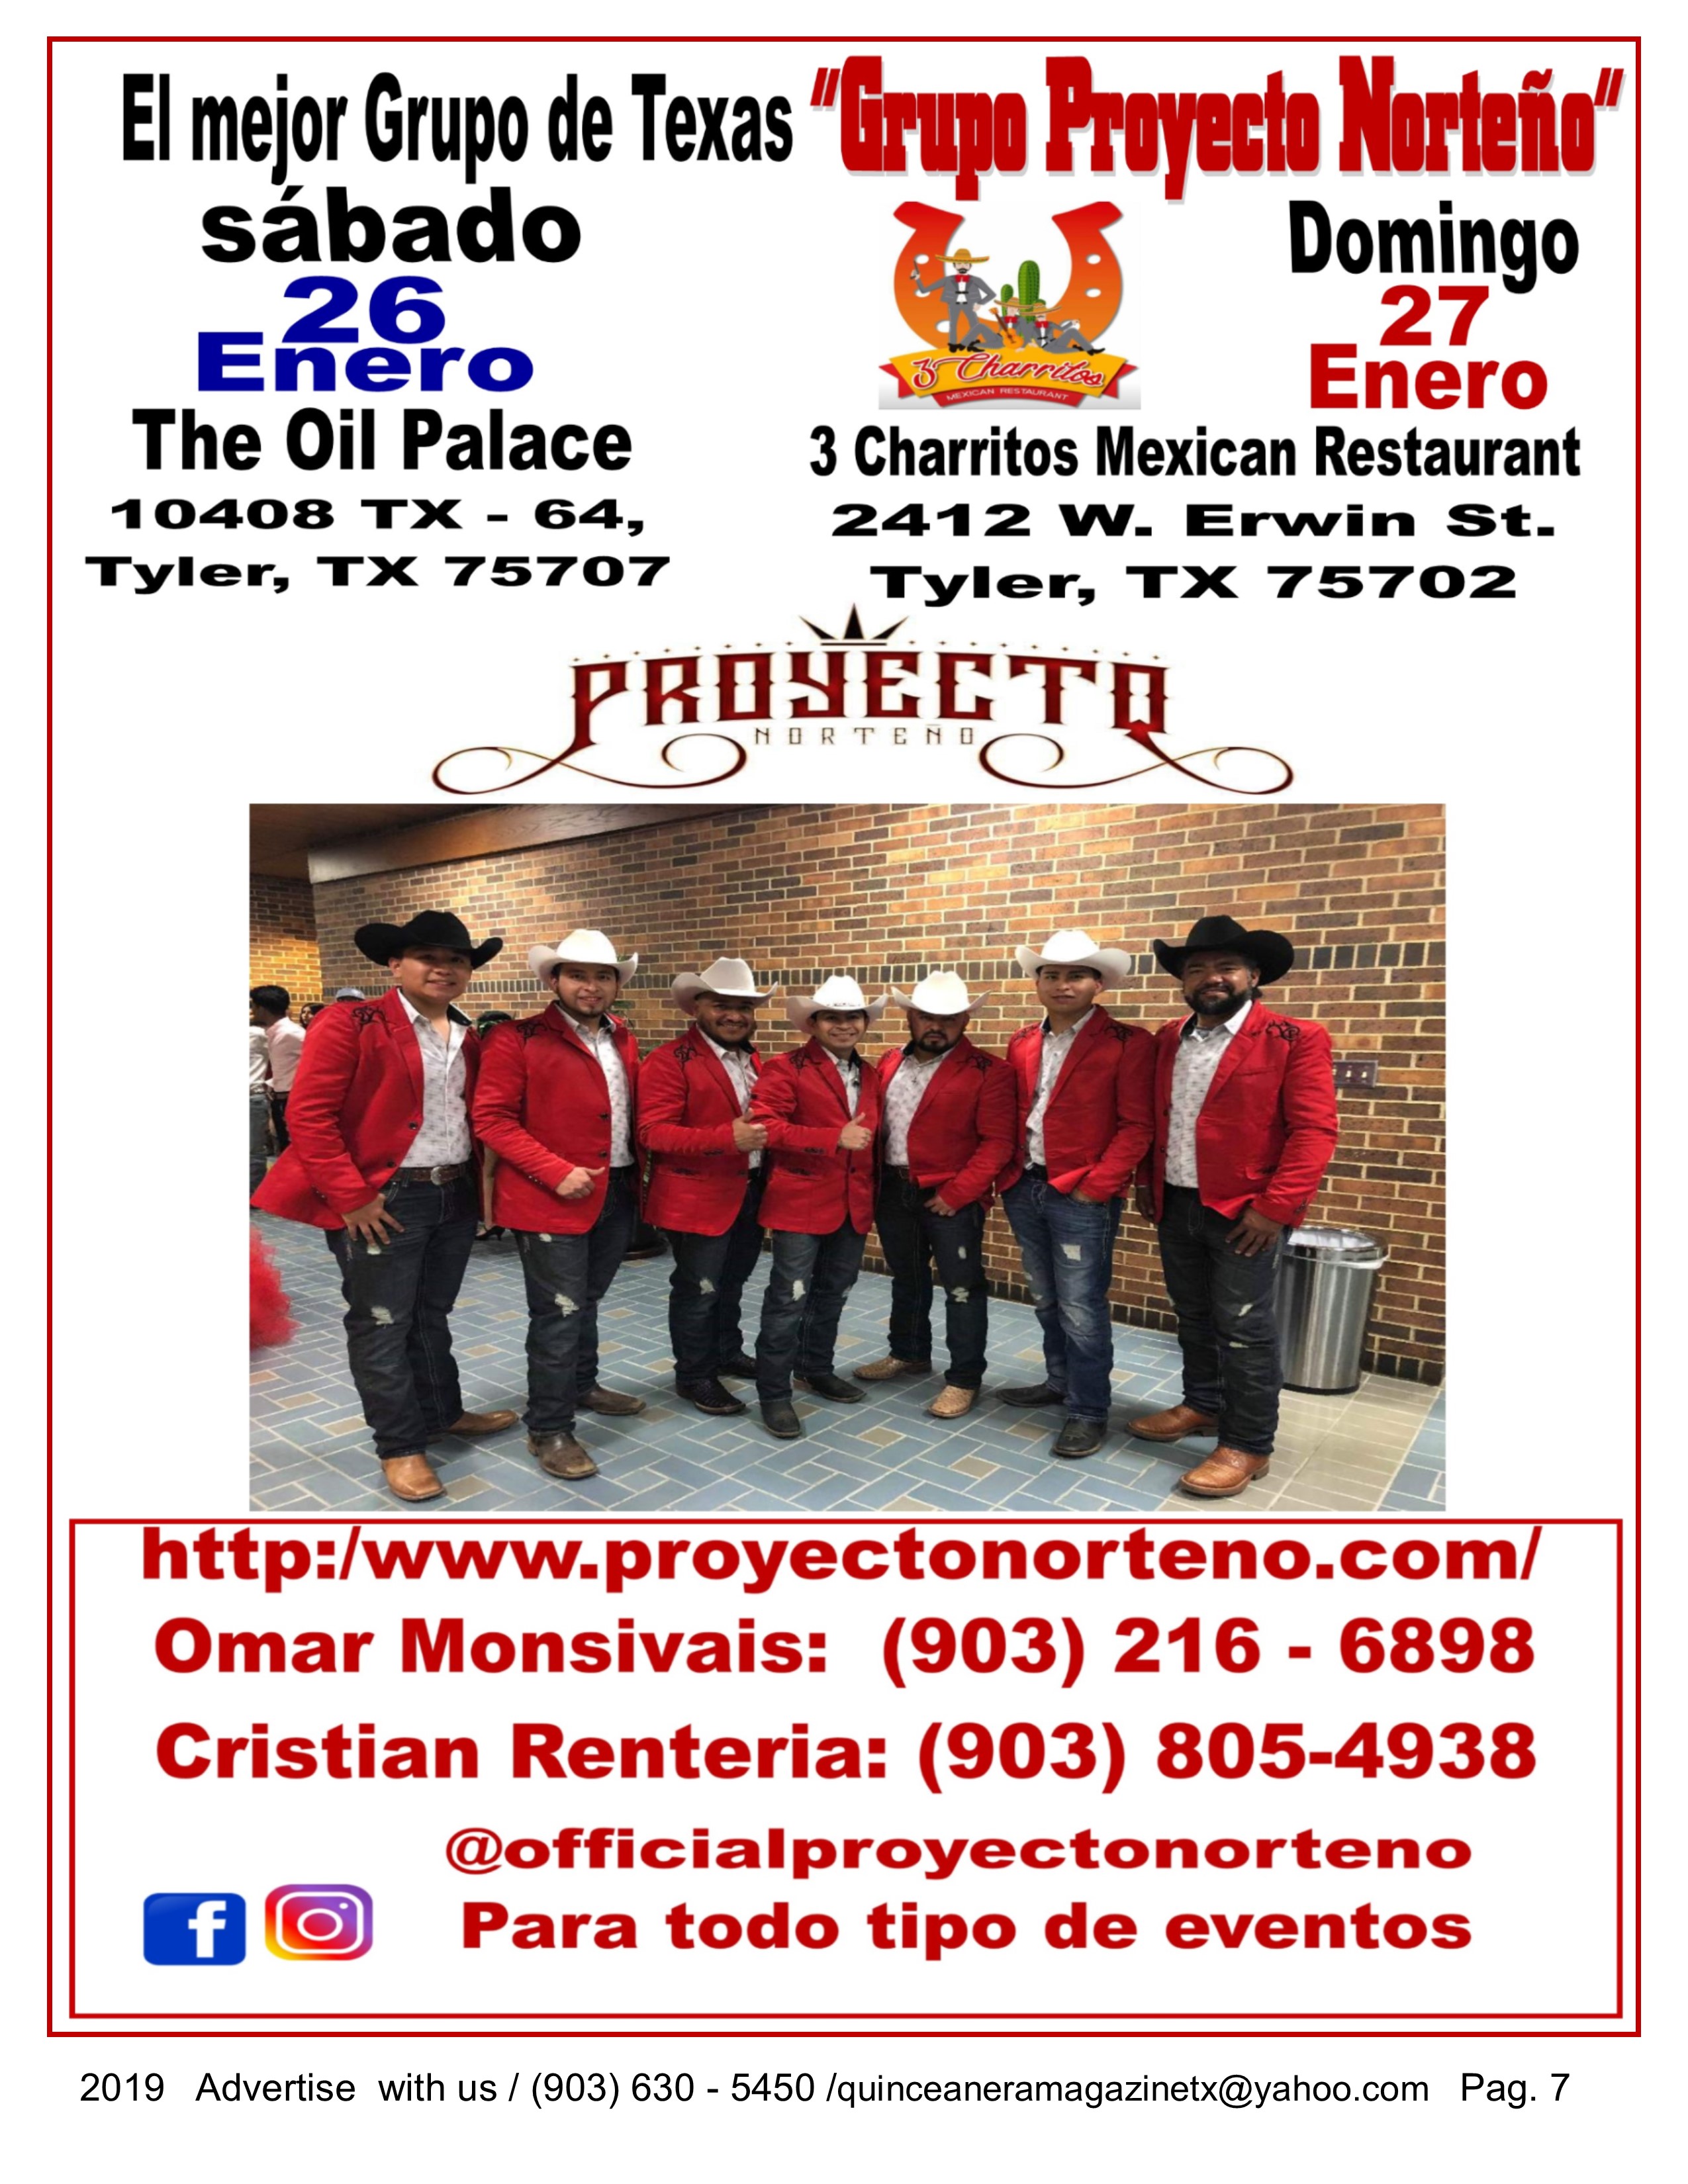 El mejor Grupo de Texas "Grupo Proyecto Norteño"
sábado
26
Enero
The Oil Palace
10408 TX - 64,
Tyler, TX 75707
3 Charritos
MEXICAN RESTAURANT
Domingo
27
Enero
3 Charritos Mexican Restaurant
2412 W. Erwin St.
Tyler, TX 75702
PROYECTO
NORTEÑO
http:/www.proyectonorteno.com/
Omar Monsivais: (903) 216 - 6898
Cristian Renteria: (903) 805-4938
@officialproyectonorteno
f
Para todo tipo de eventos
2019 Advertise with us / (903) 630 - 5450 /quinceaneramagazinetx@yahoo.com Pag. 7